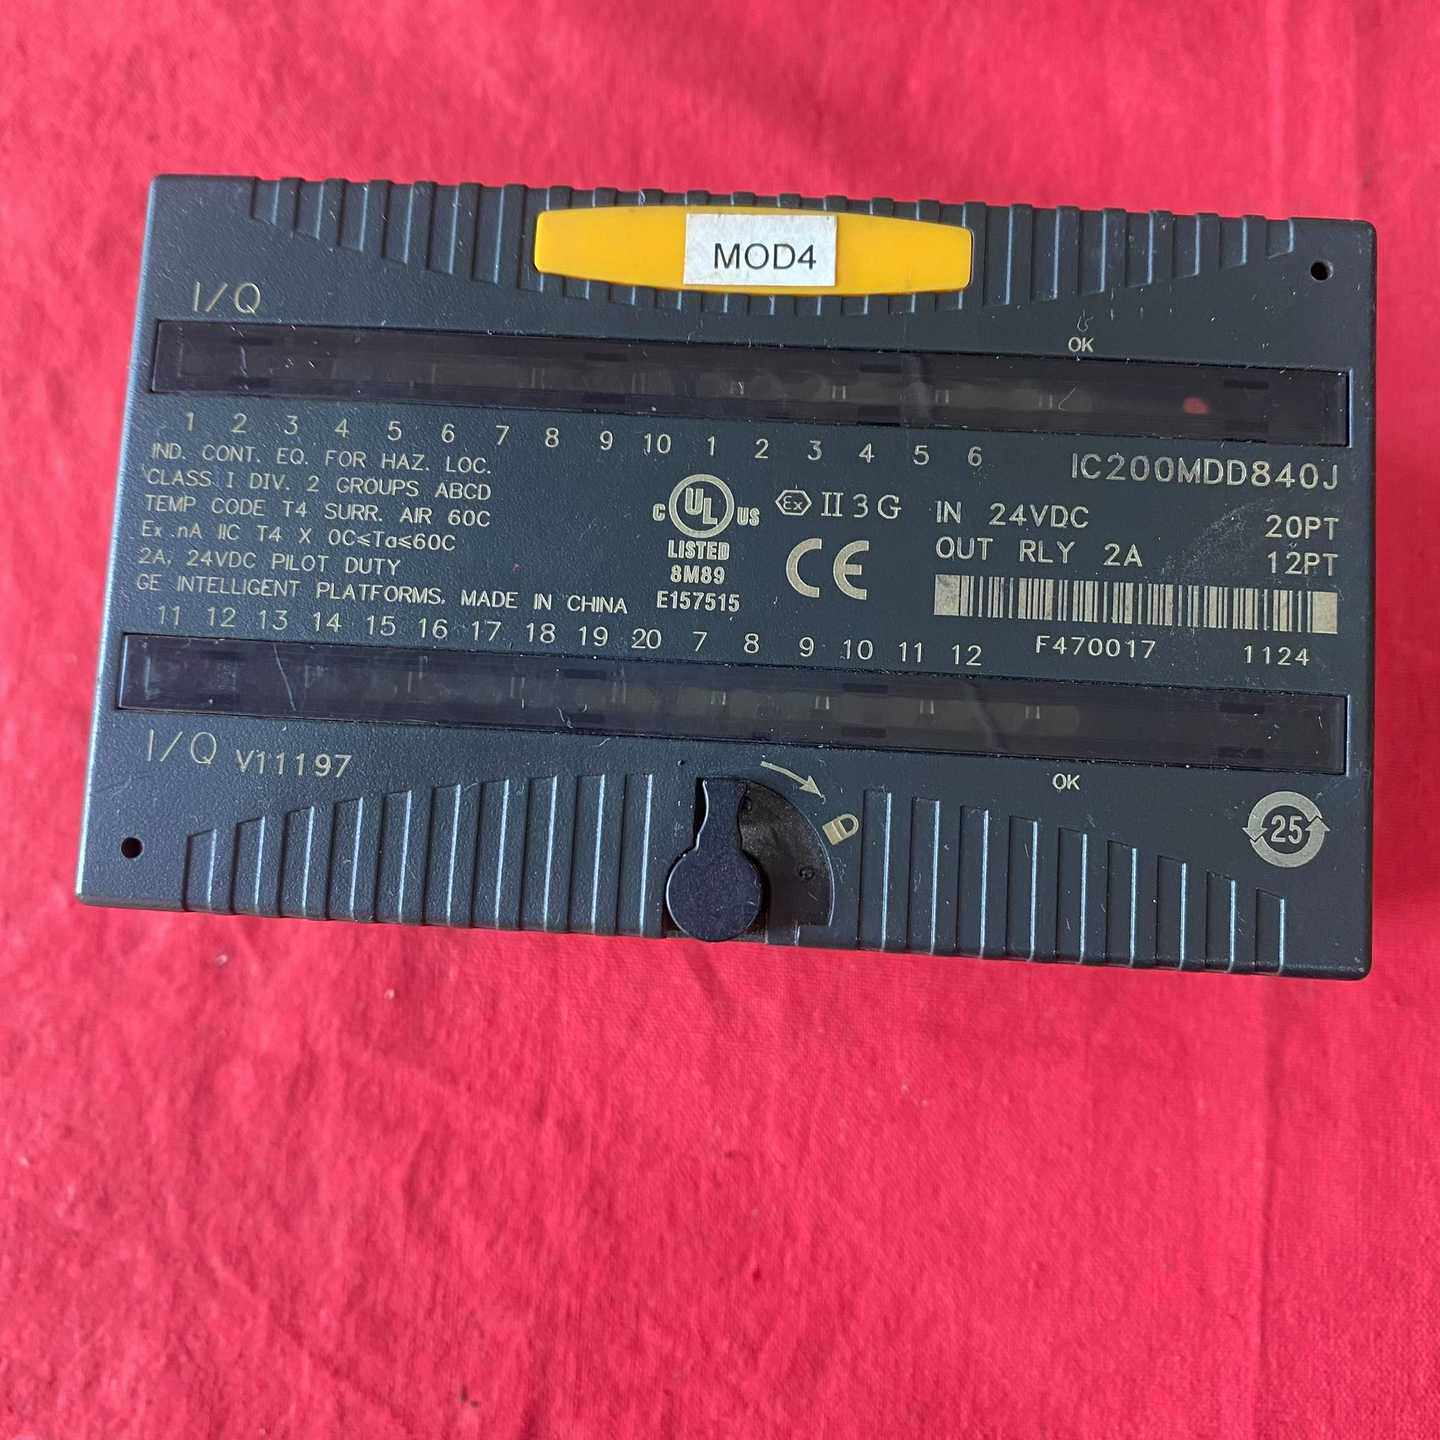 MOD4
I/Q
OK
1 2 3 4 5 6 7 8 9 10 1 2 3 4 5 6
IND. CONT. EQ. FOR HAZ. LOC.
CLASS I DIV. 2 GROUPS ABCD
TEMP CODE T4 SURR. AIR 60C
Ex nA IIC T4 X 0C≤Ta≤60C
2A, 24VDC PILOT DUTY
GE INTELLIGENT PLATFORMS, MADE IN CHINA
C UL US
LISTED
8M89
E157515
Ex II 3 G
CE
IC200MDD840J
IN 24VDC 20PT
OUT RLY 2A 12PT
F470017 1124
11 12 13 14 15 16 17 18 19 20 7 8 9 10 11 12
I/Q V11197
OK
25